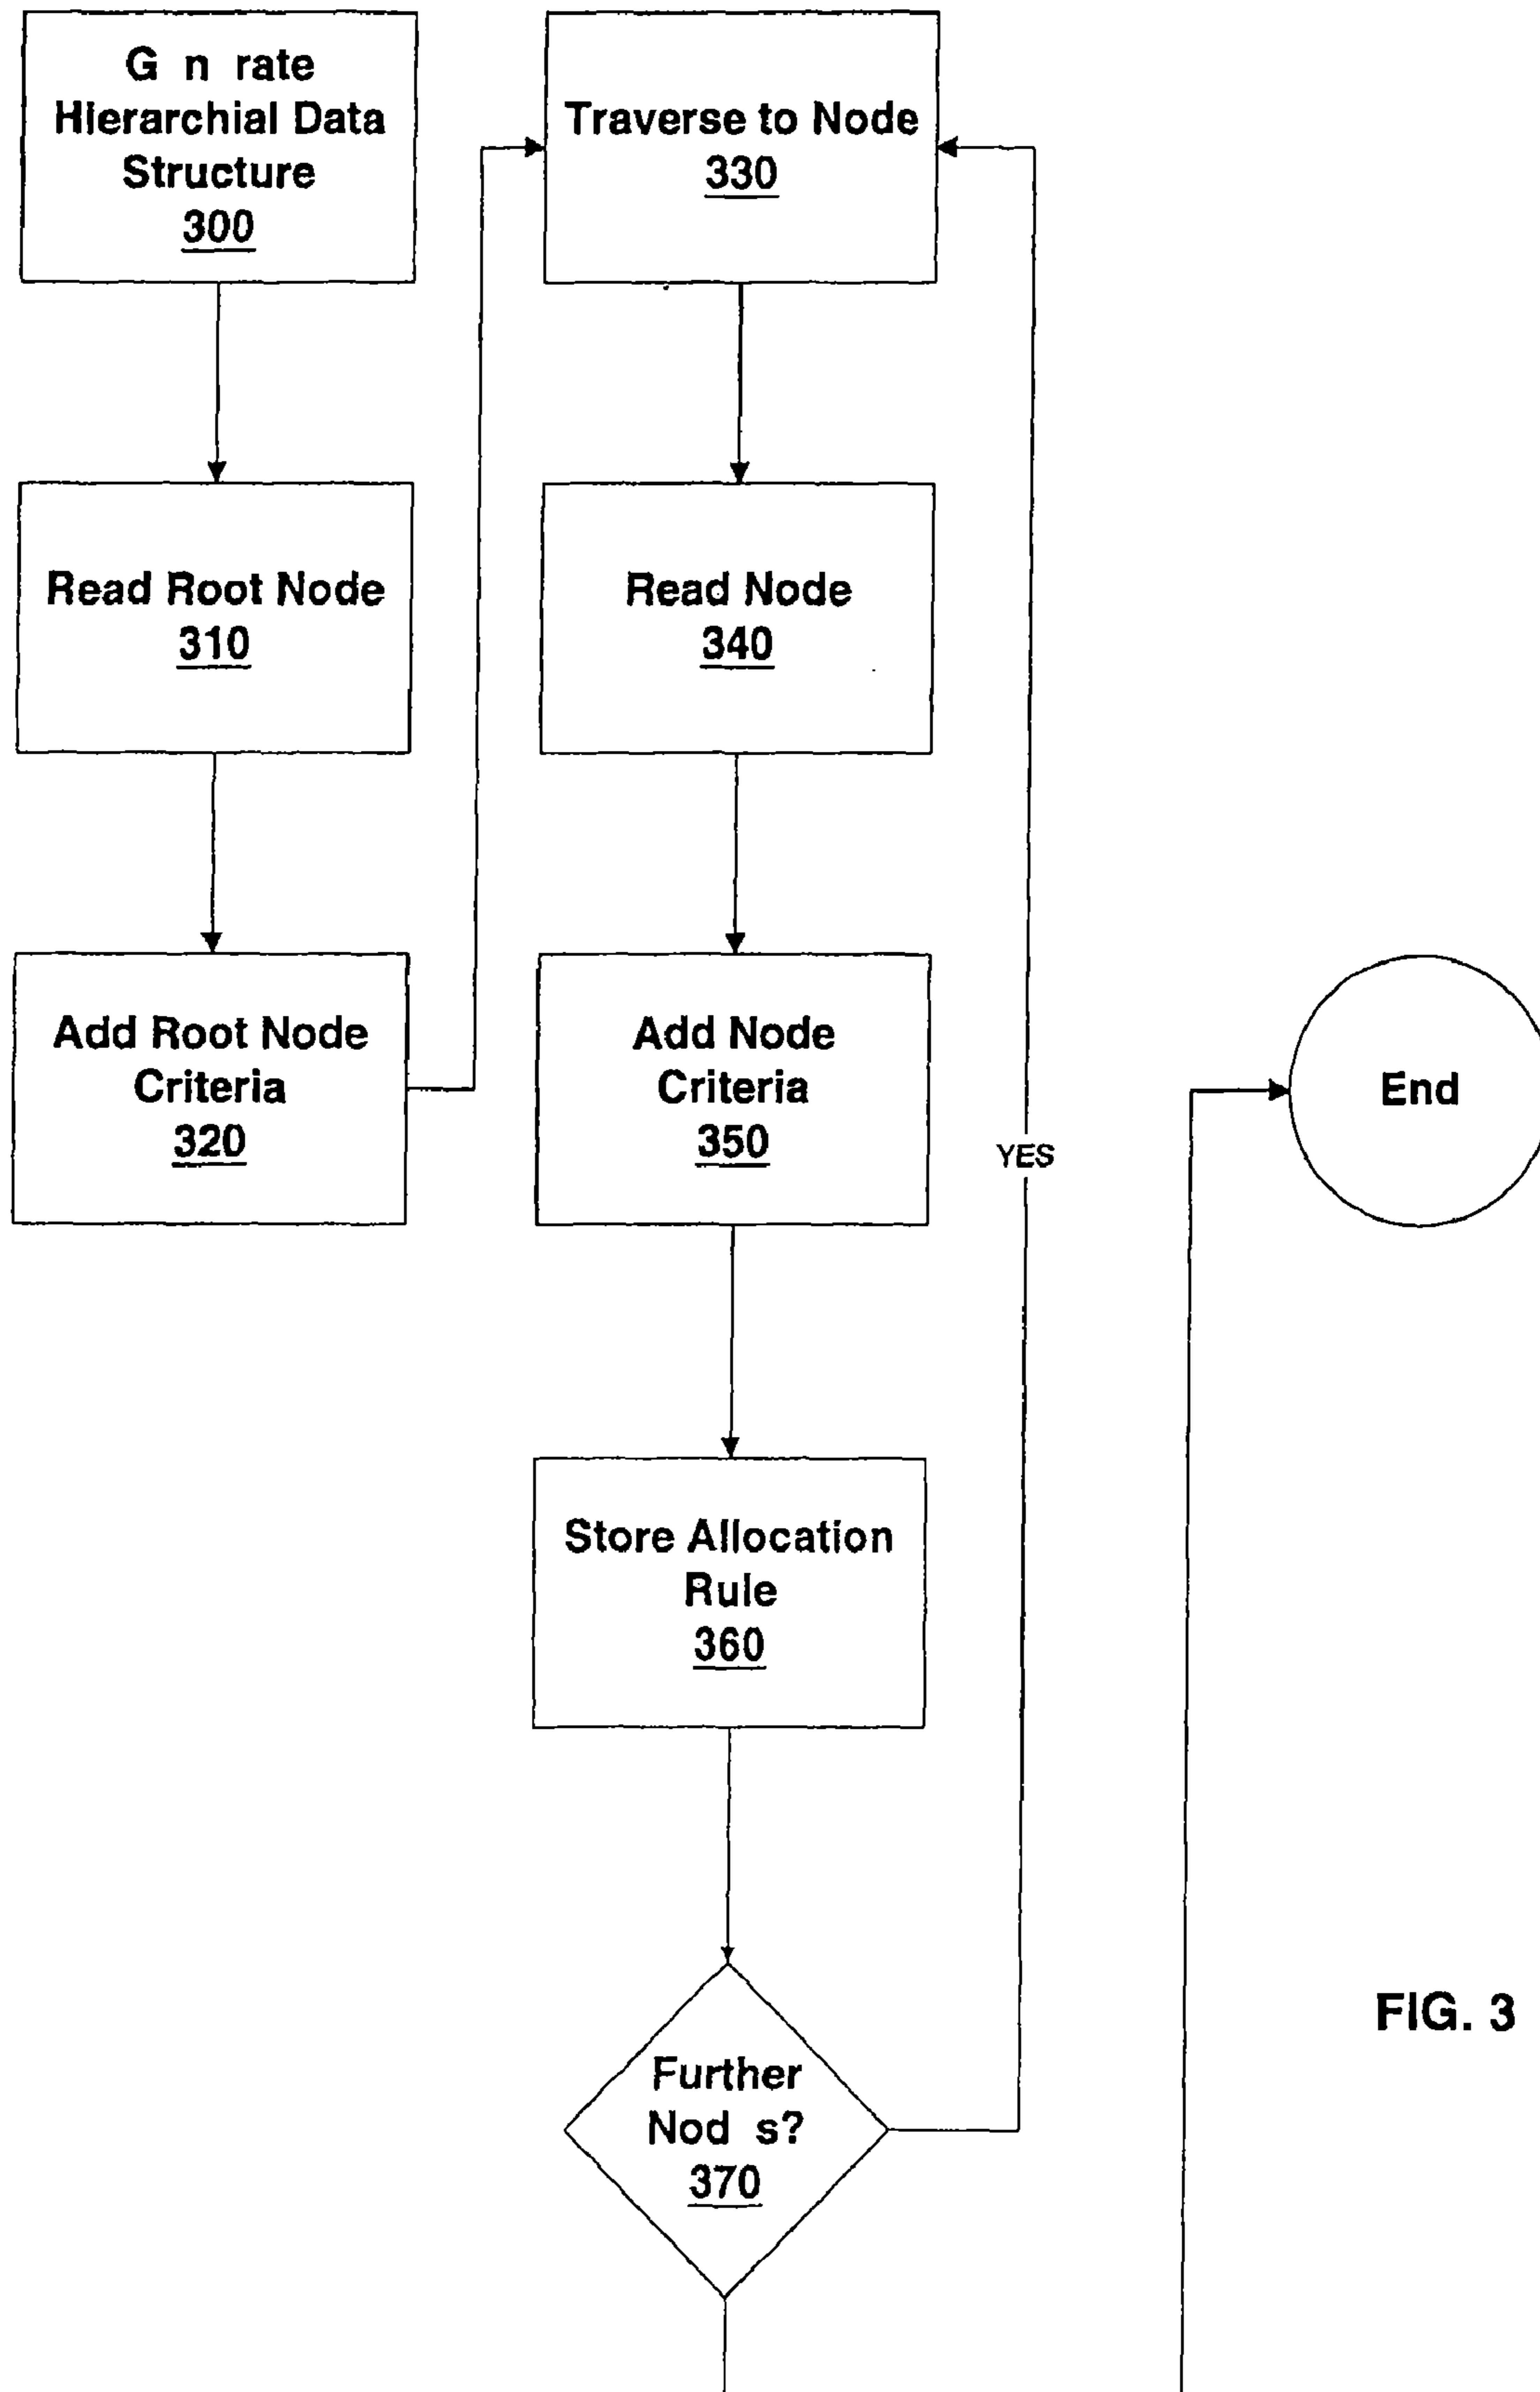 G n rate
Hierarchial Data
Structure
300
Read Root Node
310
Add Root Node
Criteria
320
Traverse to Node
330
Read Node
340
Add Node
Criteria
350
Store Allocation
Rule
360
Further
Nod s?
370
YES
End
FIG. 3